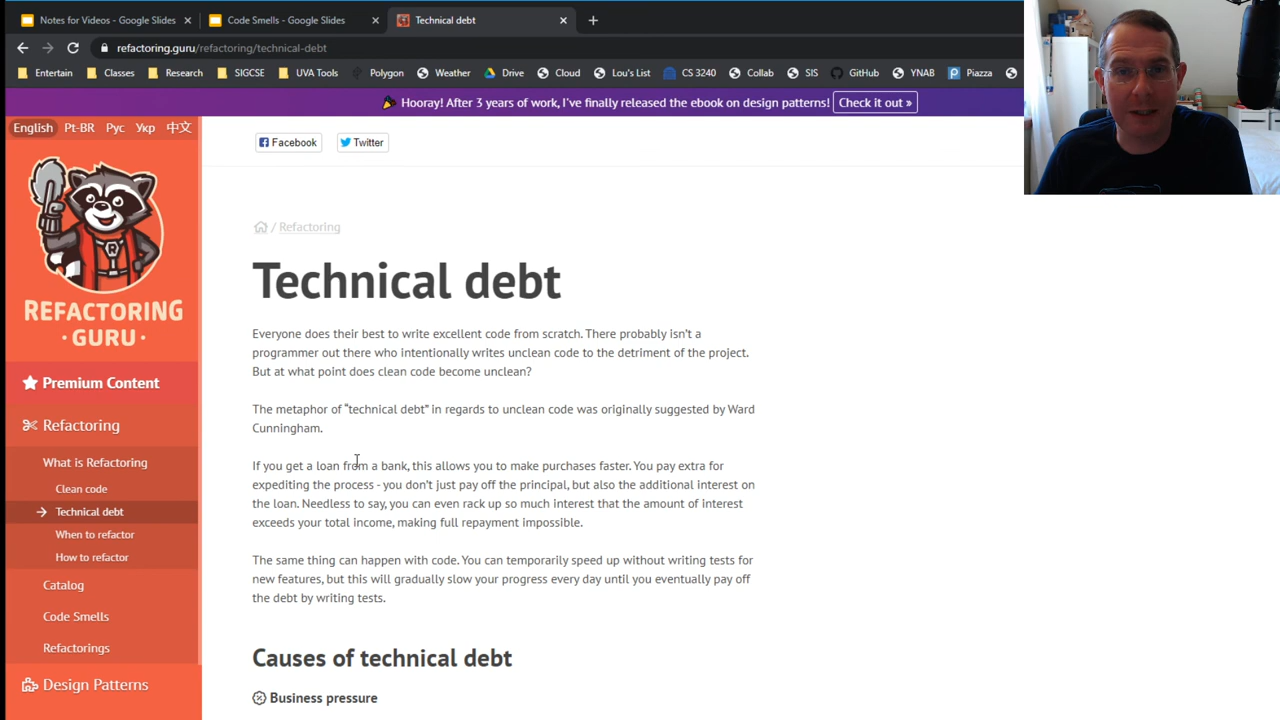 Notes for Videos - Google Slides
Code Smells - Google Slides
Technical debt
refactoring.guru/refactoring/technical-debt
Entertain Classes Research SIGCSE UVA Tools Polygon Weather Drive Cloud Lou's List CS 3240 Collab SIS GitHub YNAB Piazza
Hooray! After 3 years of work, I've finally released the ebook on design patterns! Check it out »
English Pt-BR Рус Укр 中文
Facebook Twitter
R
REFACTORING
·GURU·
Premium Content
Refactoring
What is Refactoring
Clean code
Technical debt
When to refactor
How to refactor
Catalog
Code Smells
Refactorings
Design Patterns
/ Refactoring
Technical debt
Everyone does their best to write excellent code from scratch. There probably isn't a
programmer out there who intentionally writes unclean code to the detriment of the project.
But at what point does clean code become unclean?
The metaphor of “technical debt” in regards to unclean code was originally suggested by Ward
Cunningham.
If you get a loan from a bank, this allows you to make purchases faster. You pay extra for
expediting the process - you don't just pay off the principal, but also the additional interest on
the loan. Needless to say, you can even rack up so much interest that the amount of interest
exceeds your total income, making full repayment impossible.
The same thing can happen with code. You can temporarily speed up without writing tests for
new features, but this will gradually slow your progress every day until you eventually pay off
the debt by writing tests.
Causes of technical debt
Business pressure